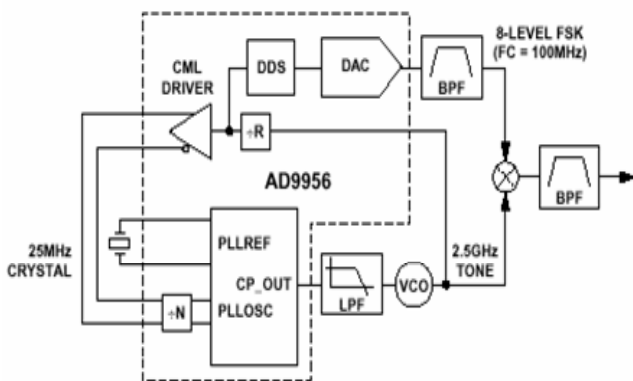 8-LEVEL FSK
(FC = 100MHz)
CML
DRIVER
DDS
DAC
BPF
÷R
AD9956
BPF
25MHz
CRYSTAL
PLLREF
CP_OUT
PLLOSC
÷N
LPF
VCO
2.5GHz
TONE